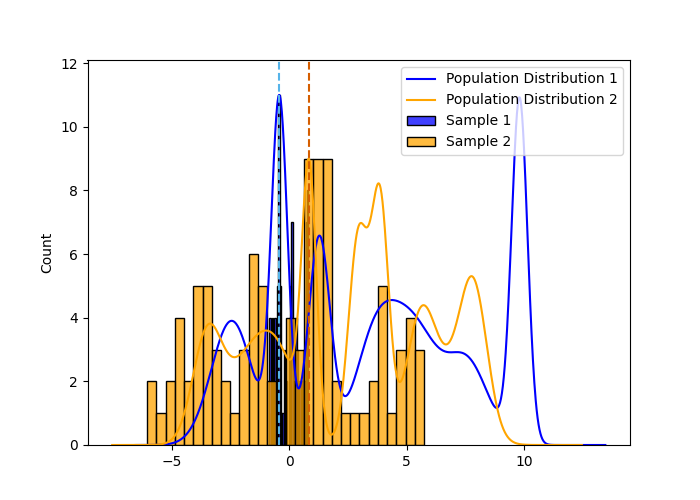 Population Distribution 1
Population Distribution 2
Sample 1
Sample 2
Count
12
10
8
6
4
2
0
−5 0 5 10